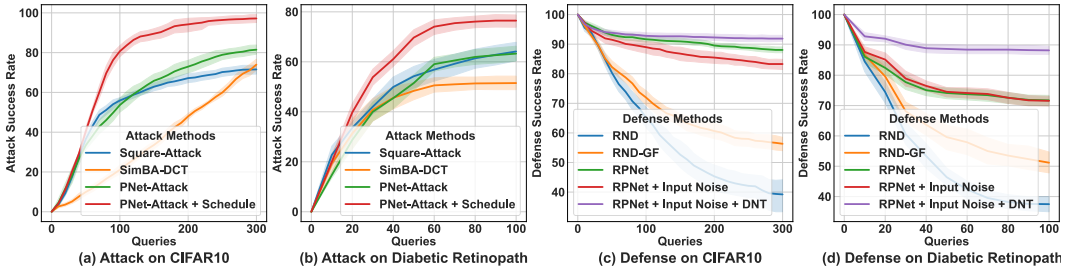 Attack Success Rate
100
80
60
40
20
0
Attack Methods
Square-Attack
SimBA-DCT
PNet-Attack
PNet-Attack + Schedule
0
100
200
300
Queries
(a) Attack on CIFAR10
Attack Success Rate
80
60
40
20
0
Attack Methods
Square-Attack
SimBA-DCT
PNet-Attack
PNet-Attack + Schedule
0
20
40
60
80
100
Queries
(b) Attack on Diabetic Retinopath
Defense Success Rate
100
90
80
70
60
50
40
Defense Methods
RND
RND-GF
RPNet
RPNet + Input Noise
RPNet + Input Noise + DNT
0
100
200
300
Queries
(c) Defense on CIFAR10
Defense Success Rate
100
90
80
70
60
50
40
Defense Methods
RND
RND-GF
RPNet
RPNet + Input Noise
RPNet + Input Noise + DNT
0
20
40
60
80
100
Queries
(d) Defense on Diabetic Retinopath